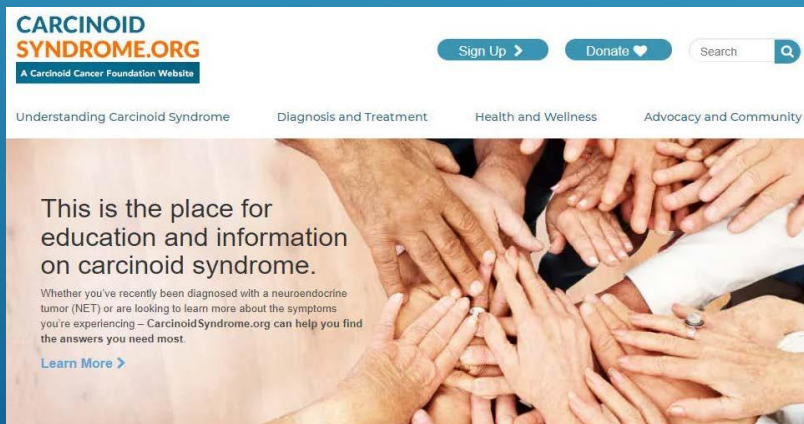 CARCINOID
SYNDROME.ORG
A Carcinoid Cancer Foundation Website
Sign Up
Donate
Search
Understanding Carcinoid Syndrome
Diagnosis and Treatment
Health and Wellness
Advocacy and Community
This is the place for
education and information
on carcinoid syndrome.
Whether you've recently been diagnosed with a neuroendocrine
tumor (NET) or are looking to learn more about the symptoms
you're experiencing – CarcinoidSyndrome.org can help you find
the answers you need most.
Learn More